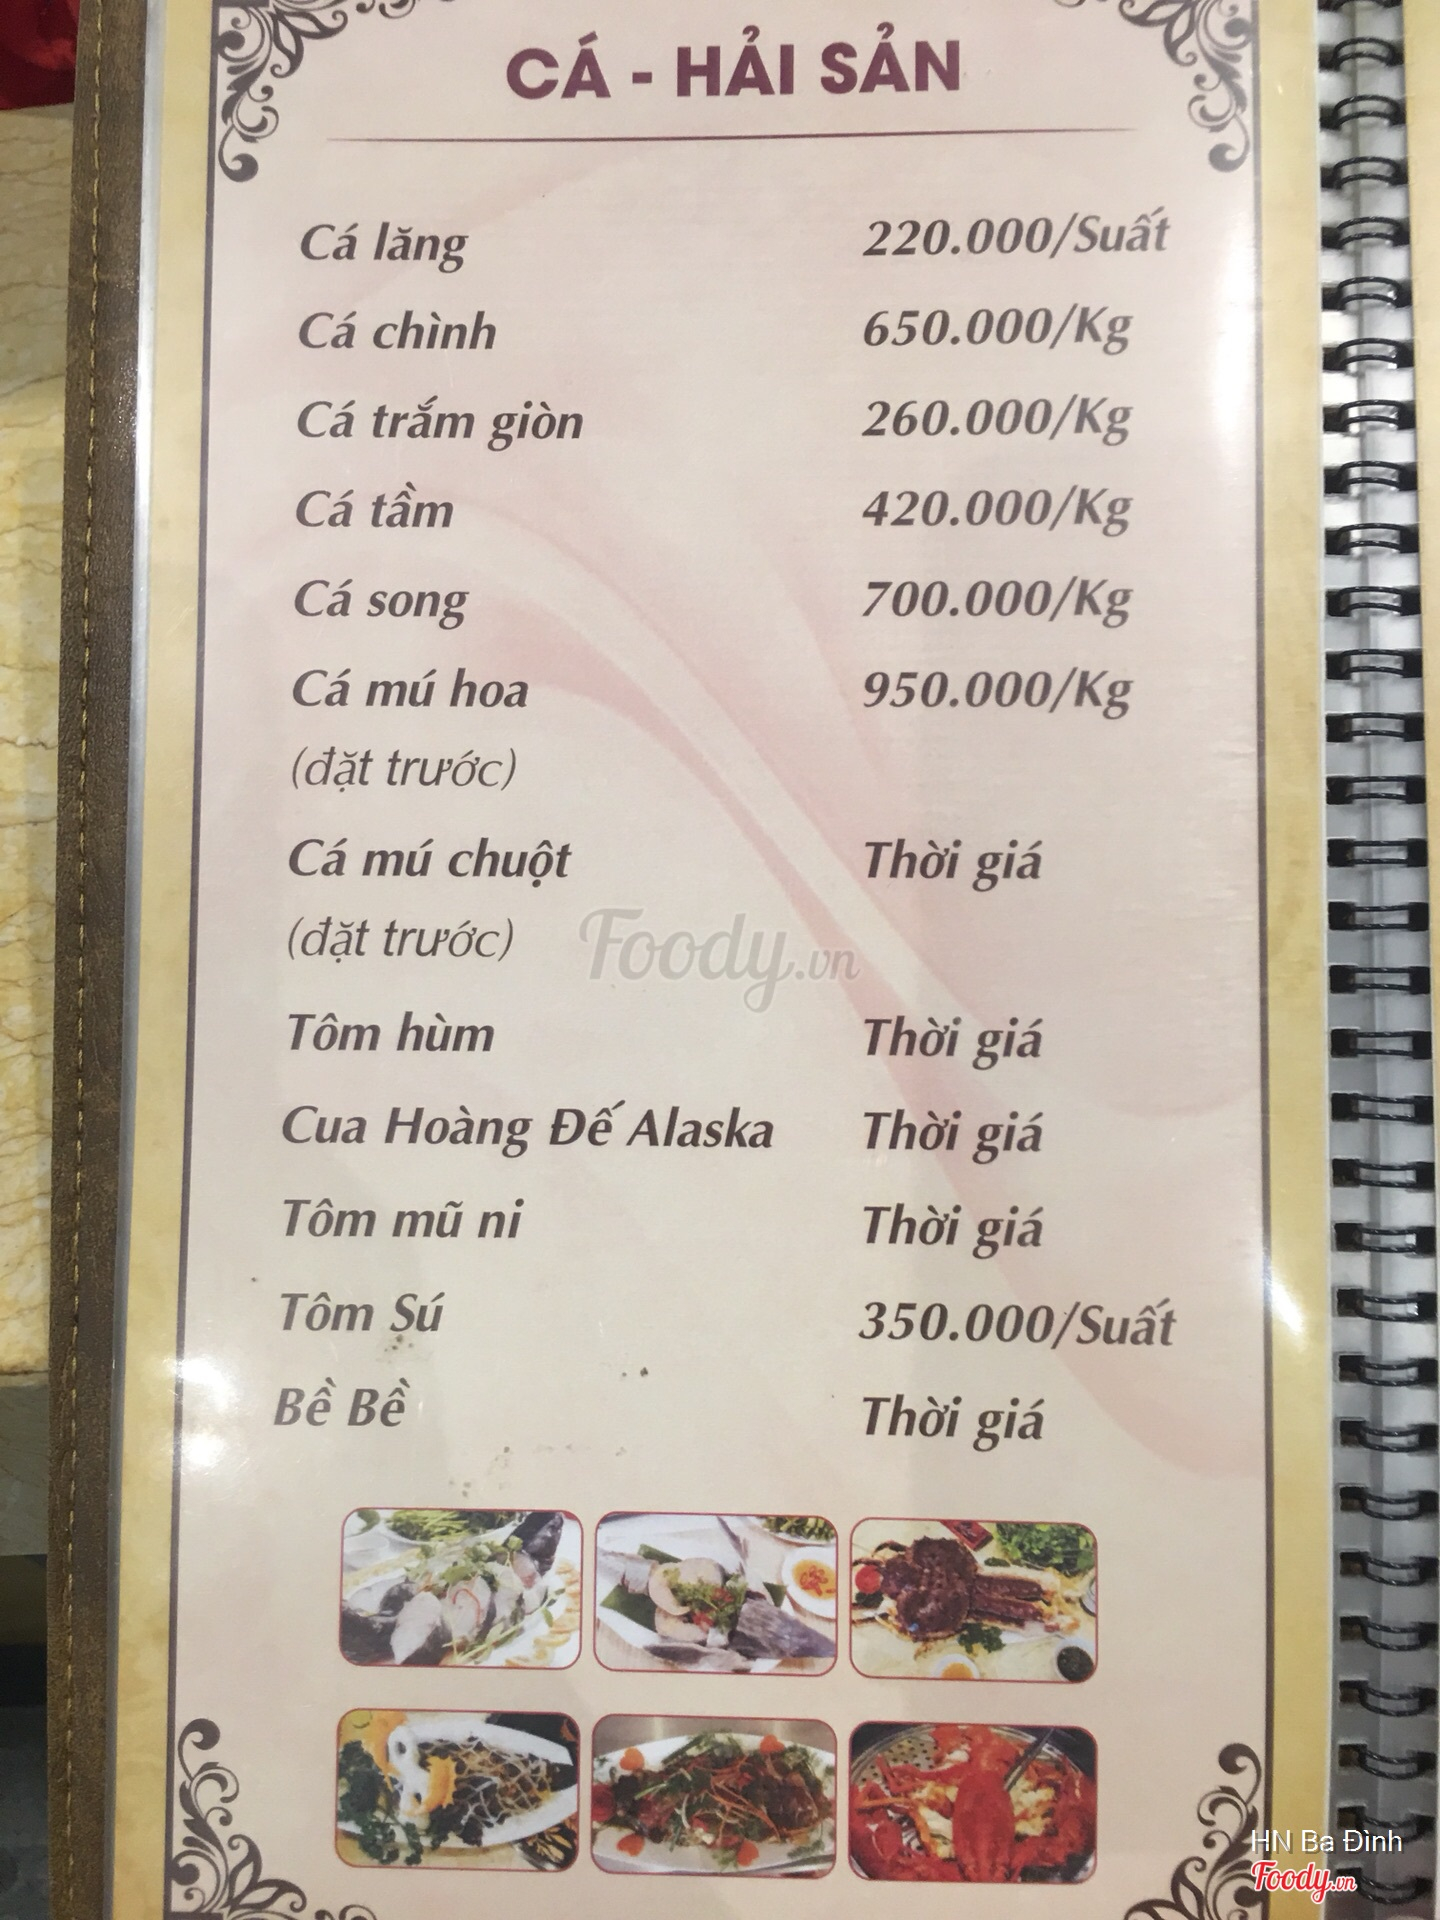 CÁ - HẢI SẢN
Cá lăng 220.000/Suất
Cá chình 650.000/Kg
Cá trắm giòn 260.000/Kg
Cá tầm 420.000/Kg
Cá song 700.000/Kg
Cá mú hoa 950.000/Kg
(đặt trước)
Cá mú chuột Thời giá
(đặt trước)
Foody.vn
Tôm hùm Thời giá
Cua Hoàng Đế Alaska Thời giá
Tôm mũ ni Thời giá
Tôm Sú 350.000/Suất
Bề Bề Thời giá
HN Ba Đình
Foody.vn